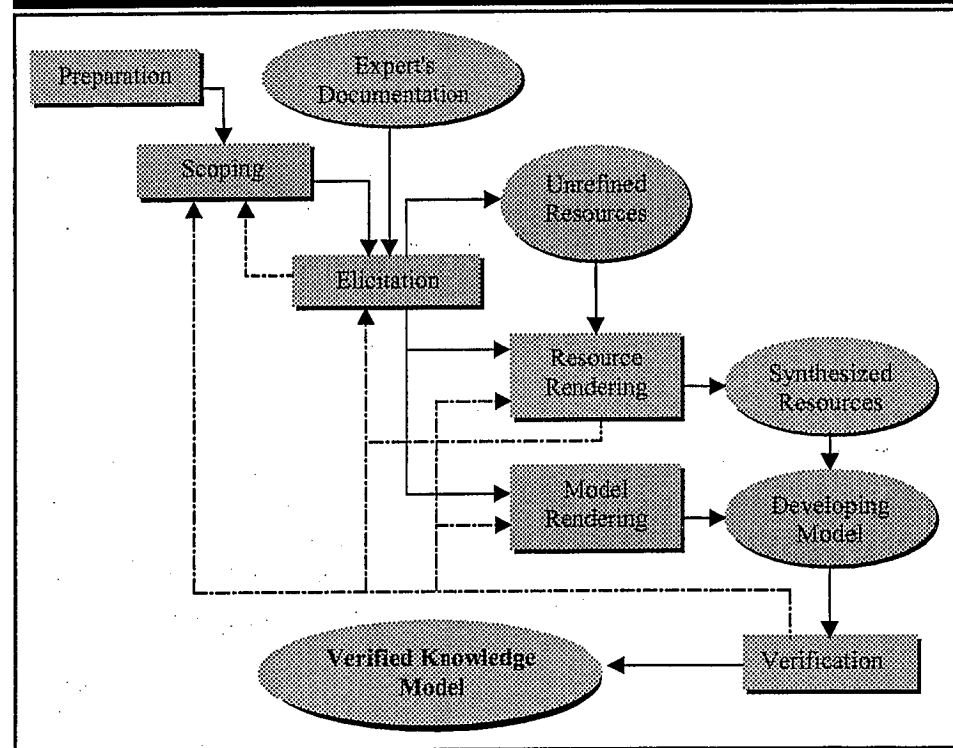 Preparation
Expert's
Documentation
Scoping
Unrefined
Resources
Elicitation
Resource
Rendering
Synthesized
Resources
Model
Rendering
Developing
Model
Verified Knowledge
Model
Verification